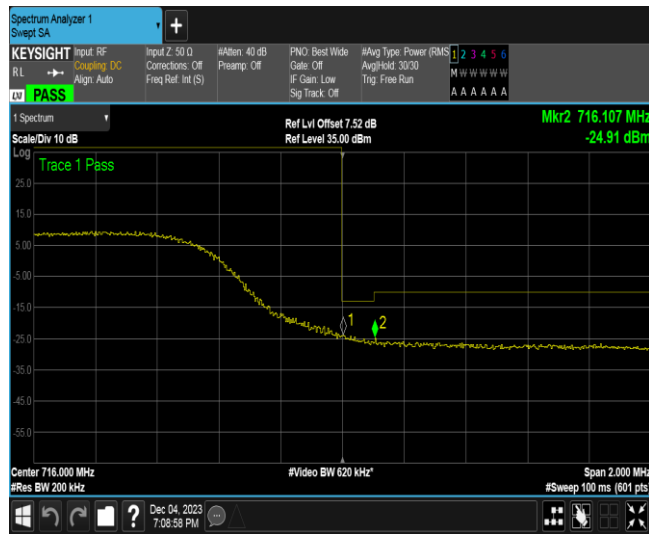 Spectrum Analyzer 1
Swept SA
+
KEYSIGHT
RL
LXI PASS
Input: RF
Coupling: DC
Align: Auto
Input Z: 50 Ω
Corrections: Off
Freq Ref: Int (S)
#Atten: 40 dB
Preamp: Off
PNO: Best Wide
Gate: Off
IF Gain: Low
Sig Track: Off
#Avg Type: Power (RMS
Avg|Hold: 30/30
Trig: Free Run
1 2 3 4 5 6
M W W W W W
A A A A A A
1 Spectrum
Scale/Div 10 dB
Ref Lvl Offset 7.52 dB
Ref Level 35.00 dBm
Mkr2 716.107 MHz
-24.91 dBm
Log
Trace 1 Pass
25.0
15.0
5.00
-5.00
-15.0
-25.0
-35.0
-45.0
-55.0
1
2
Center 716.000 MHz
#Res BW 200 kHz
#Video BW 620 kHz*
Span 2.000 MHz
#Sweep 100 ms (601 pts)
?
Dec 04, 2023
7:08:58 PM